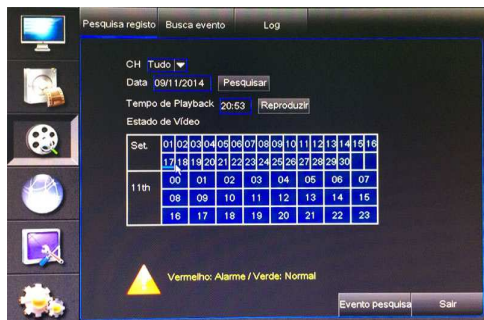 Pesquisa registo Busca evento Log
CH Tudo
Data 09/11/2014 Pesquisar
Tempo de Playback 20:53 Reproduzir
Estado de Vídeo
Set. 01 02 03 04 05 06 07 08 09 10 11 12 13 14 15 16
17 18 19 20 21 22 23 24 25 26 27 28 29 30
11th 00 01 02 03 04 05 06 07
08 09 10 11 12 13 14 15
16 17 18 19 20 21 22 23
Vermelho: Alarme / Verde: Normal
Evento pesquisa Sair